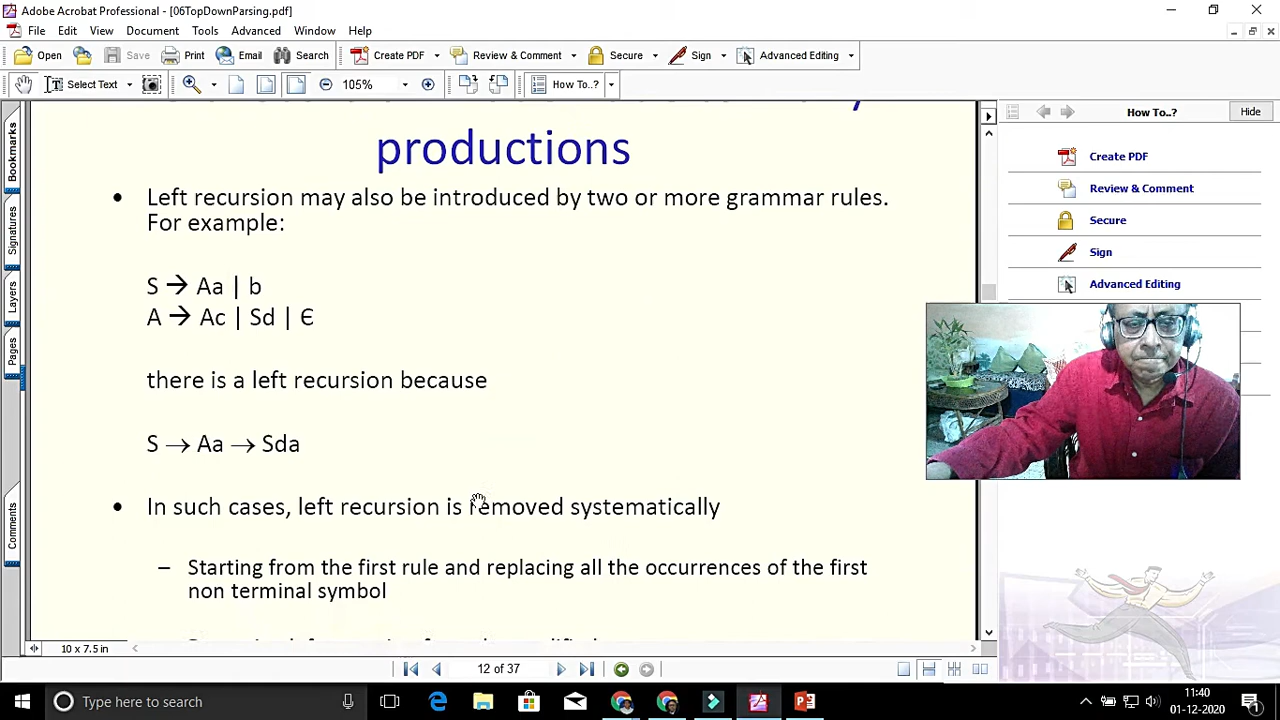 Adobe Acrobat Professional - [06TopDownParsing.pdf]
File Edit View Document Tools Advanced Window Help
Open Save Print Email Search Create PDF Review & Comment Secure Sign Advanced Editing
Select Text 105% How To..?
How To..? Hide
productions
• Left recursion may also be introduced by two or more grammar rules.
For example:
S → Aa | b
A → Ac | Sd | Є
there is a left recursion because
S → Aa → Sda
• In such cases, left recursion is removed systematically
– Starting from the first rule and replacing all the occurrences of the first
non terminal symbol
Create PDF
Review & Comment
Secure
Sign
Advanced Editing
Bookmarks
Signatures
Layers
Pages
Comments
10 x 7.5 in
12 of 37
Type here to search
11:40
01-12-2020